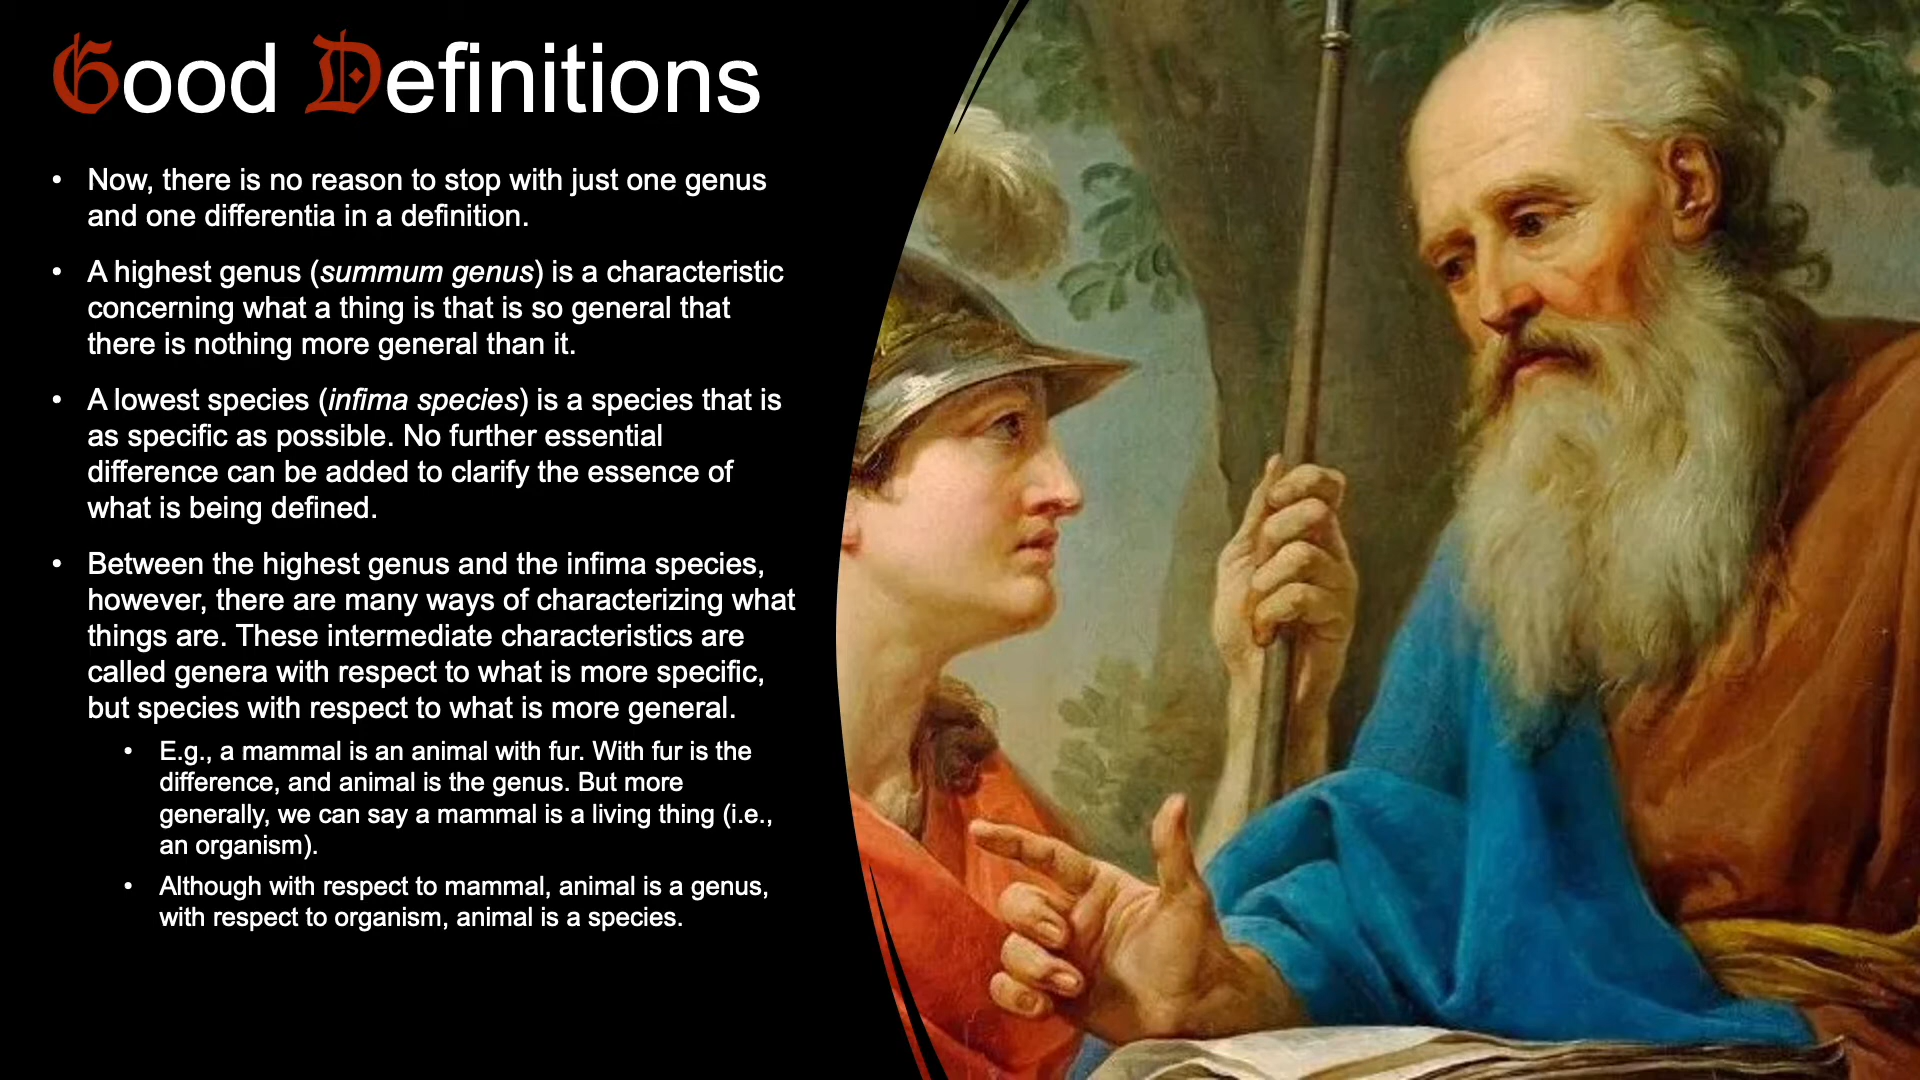 Good Definitions
• Now, there is no reason to stop with just one genus
and one differentia in a definition.
• A highest genus (summum genus) is a characteristic
concerning what a thing is that is so general that
there is nothing more general than it.
• A lowest species (infima species) is a species that is
as specific as possible. No further essential
difference can be added to clarify the essence of
what is being defined.
• Between the highest genus and the infima species,
however, there are many ways of characterizing what
things are. These intermediate characteristics are
called genera with respect to what is more specific,
but species with respect to what is more general.
• E.g., a mammal is an animal with fur. With fur is the
difference, and animal is the genus. But more
generally, we can say a mammal is a living thing (i.e.,
an organism).
• Although with respect to mammal, animal is a genus,
with respect to organism, animal is a species.